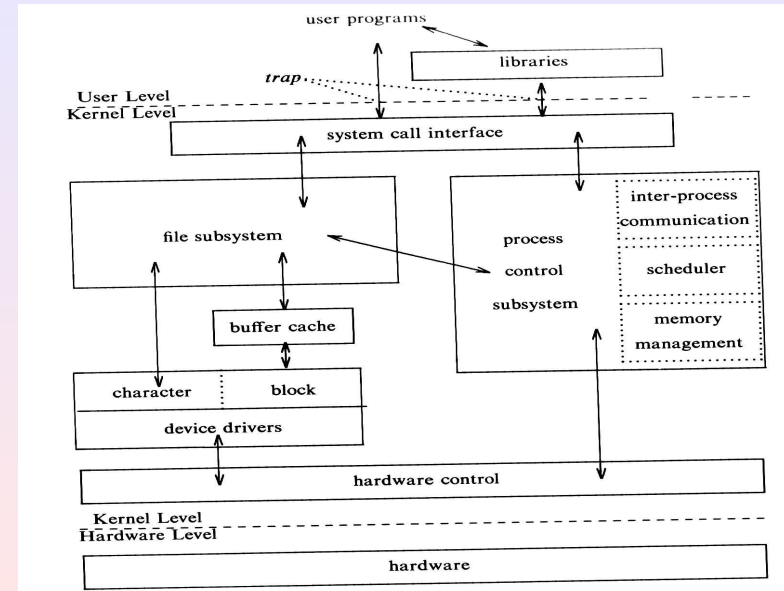 user programs
libraries
trap
User Level
Kernel Level
system call interface
file subsystem
inter-process
communication
process
control
subsystem
scheduler
memory
management
buffer cache
character
block
device drivers
hardware control
Kernel Level
Hardware Level
hardware